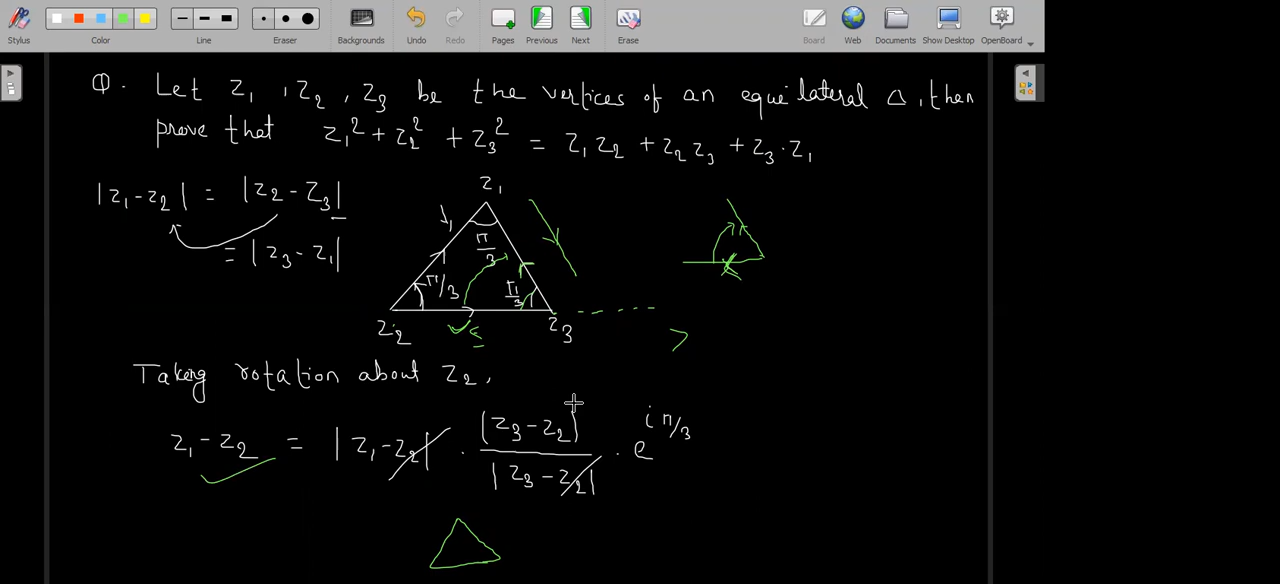 Stylus
Color
Line
Eraser
Backgrounds
Undo
Redo
Pages
Previous
Next
Erase
Board
Web
Documents
Show Desktop
OpenBoard
Q. Let z₁, z₂, z₃ be the vertices of an equilateral Δ, then
prove that z₁² + z₂² + z₃² = z₁z₂ + z₂z₃ + z₃·z₁
|z₁-z₂| = |z₂-z₃|
= |z₃-z₁|
z₁
π/3
π/3
π/3
z₂
z₃
Taking rotation about z₂,
z₁-z₂ = |z₁-z₂| · (z₃-z₂)/|z₃-z₂| · e^(iπ/3)